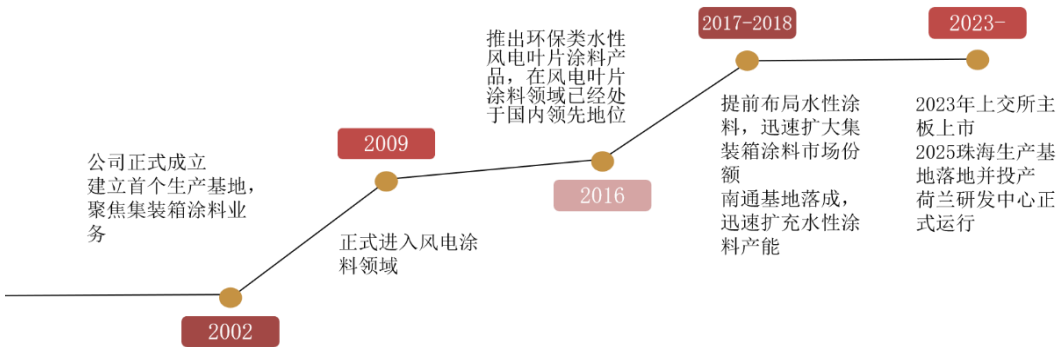 公司正式成立
建立首个生产基地，
聚焦集装箱涂料业
务
2002
2009
正式进入风电涂
料领域
推出环保类水性
风电叶片涂料产
品，在风电叶片
涂料领域已经处
于国内领先地位
2016
2017-2018
提前布局水性涂
料，迅速扩大集
装箱涂料市场份
额
南通基地落成，
迅速扩充水性涂
料产能
2023-
2023年上交所主
板上市
2025珠海生产基
地落地并投产
荷兰研发中心正
式运行